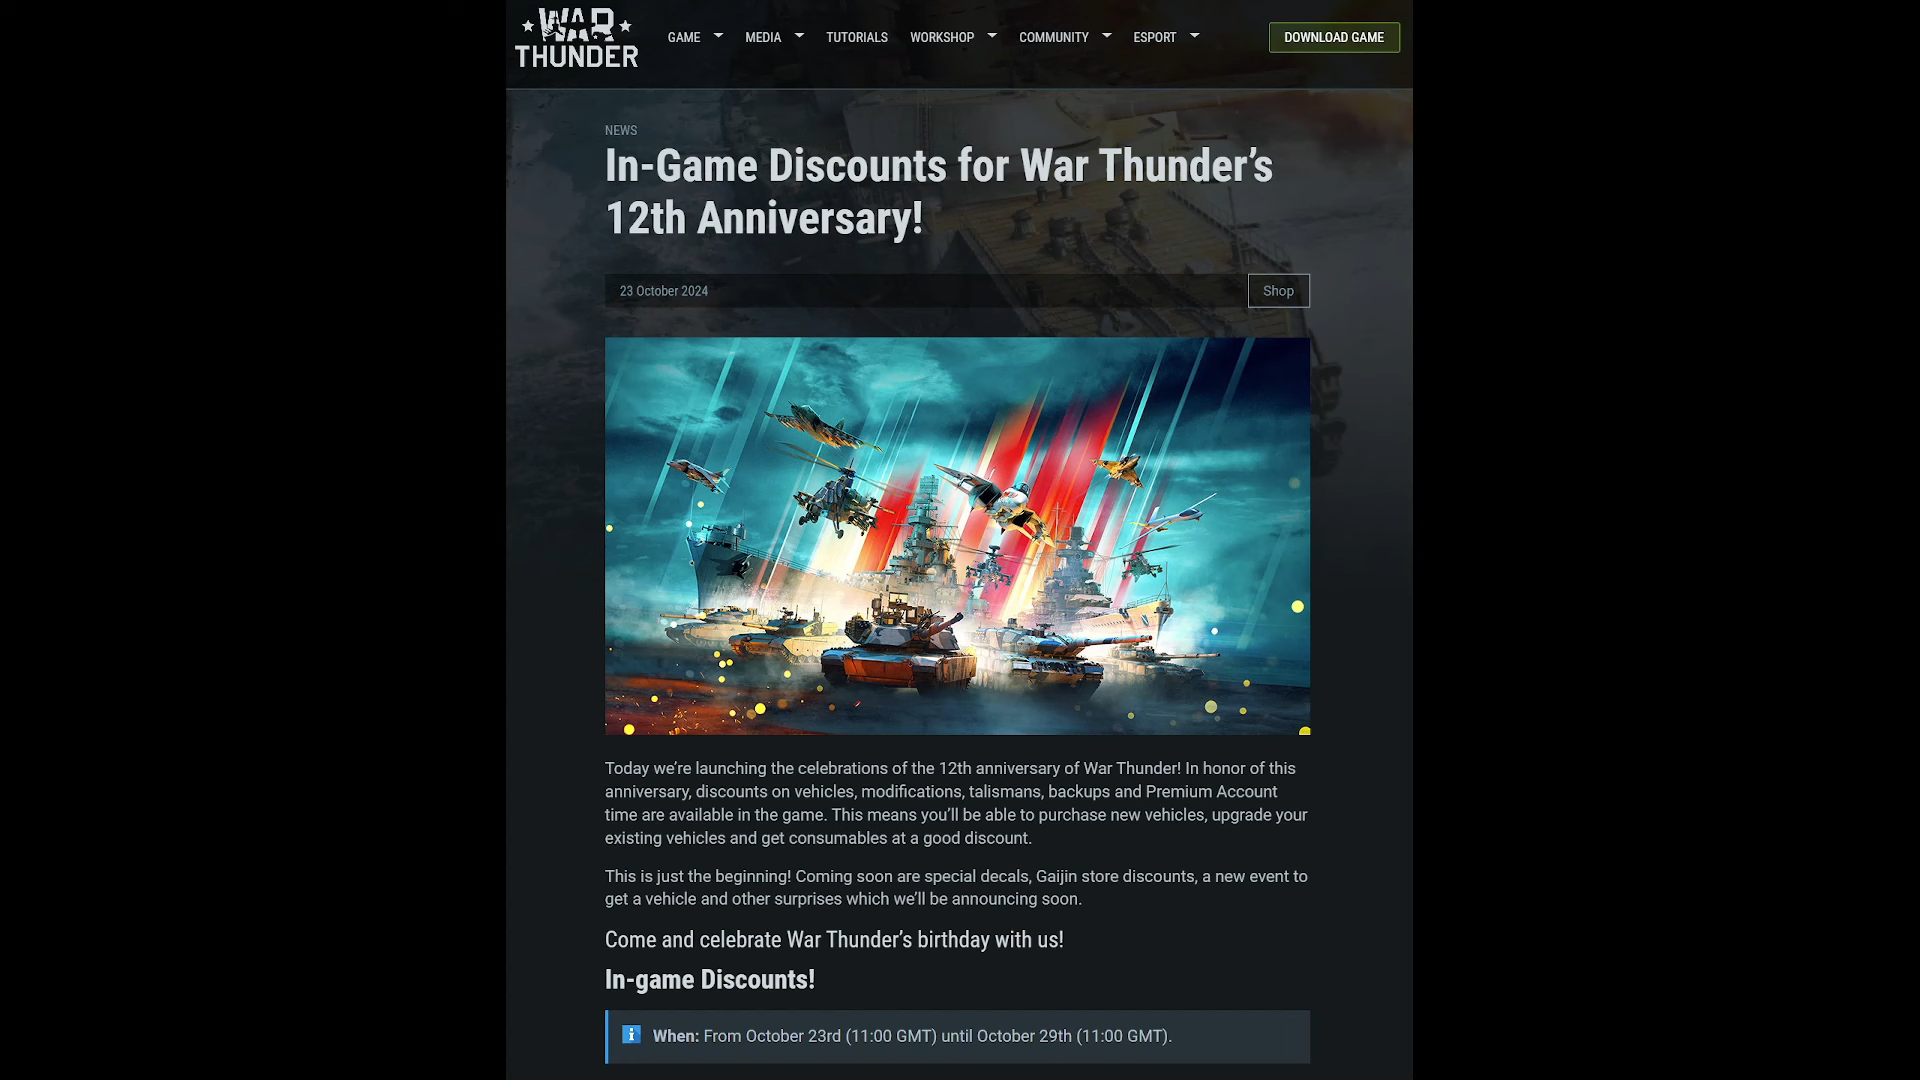 WAR
THUNDER
GAME MEDIA TUTORIALS WORKSHOP COMMUNITY ESPORT DOWNLOAD GAME
NEWS
In-Game Discounts for War Thunder’s
12th Anniversary!
23 October 2024 Shop
Today we’re launching the celebrations of the 12th anniversary of War Thunder! In honor of this
anniversary, discounts on vehicles, modifications, talismans, backups and Premium Account
time are available in the game. This means you’ll be able to purchase new vehicles, upgrade your
existing vehicles and get consumables at a good discount.
This is just the beginning! Coming soon are special decals, Gaijin store discounts, a new event to
get a vehicle and other surprises which we’ll be announcing soon.
Come and celebrate War Thunder’s birthday with us!
In-game Discounts!
When: From October 23rd (11:00 GMT) until October 29th (11:00 GMT).